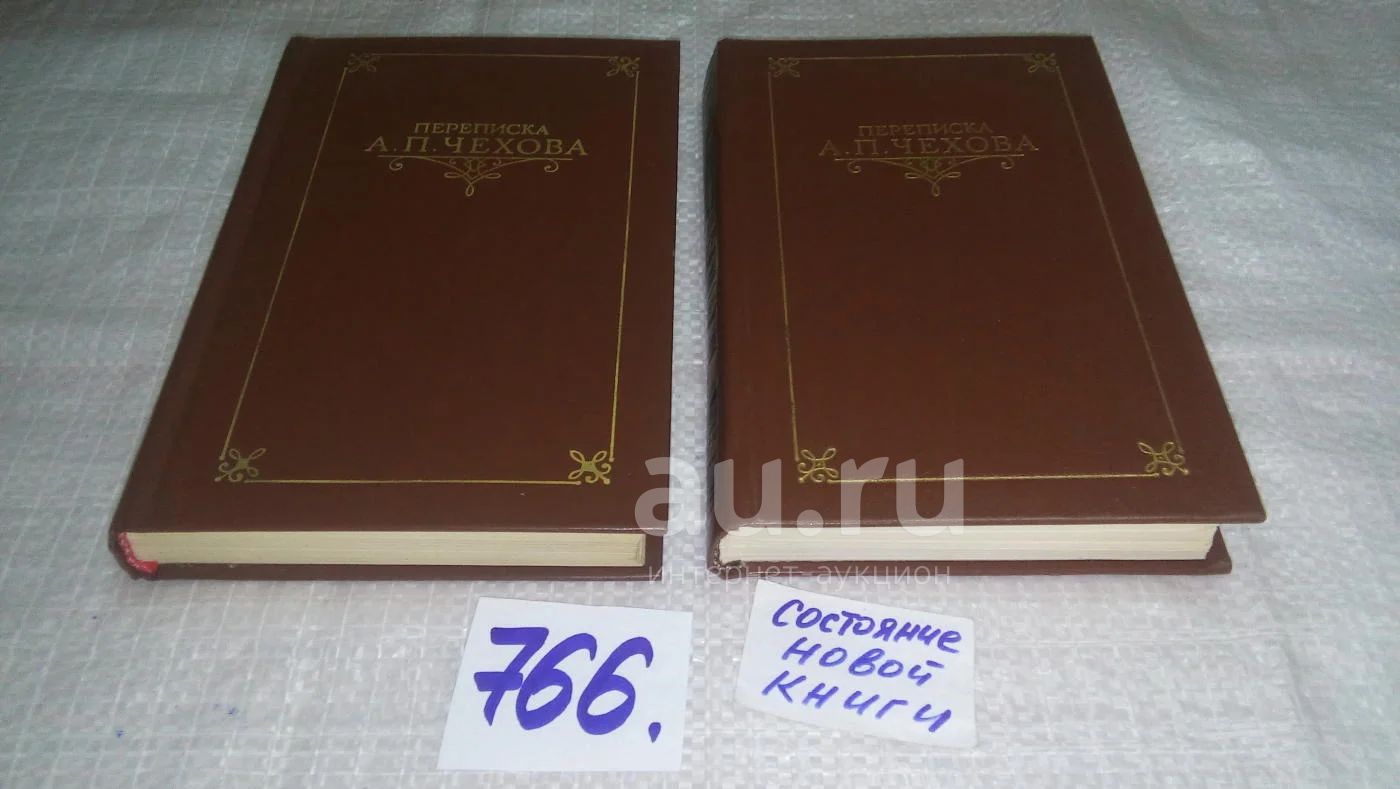 ПЕРЕПИСКА
А.П.ЧЕХОВА
ПЕРЕПИСКА
А.П.ЧЕХОВА
au.ru
интернет-аукцион
766.
СОСТОЯНИЕ
НОВОЙ
КНИГИ